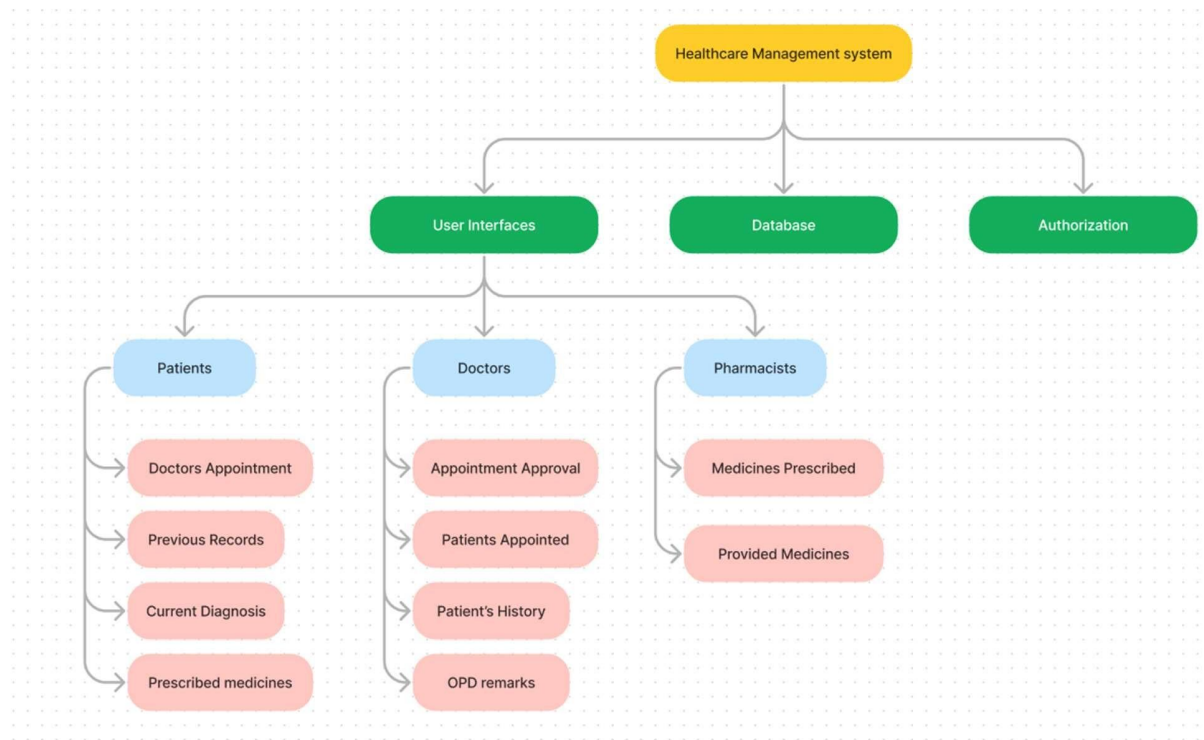 Healthcare Management system
User Interfaces
Database
Authorization
Patients
Doctors
Pharmacists
Doctors Appointment
Previous Records
Current Diagnosis
Prescribed medicines
Appointment Approval
Patients Appointed
Patient’s History
OPD remarks
Medicines Prescribed
Provided Medicines